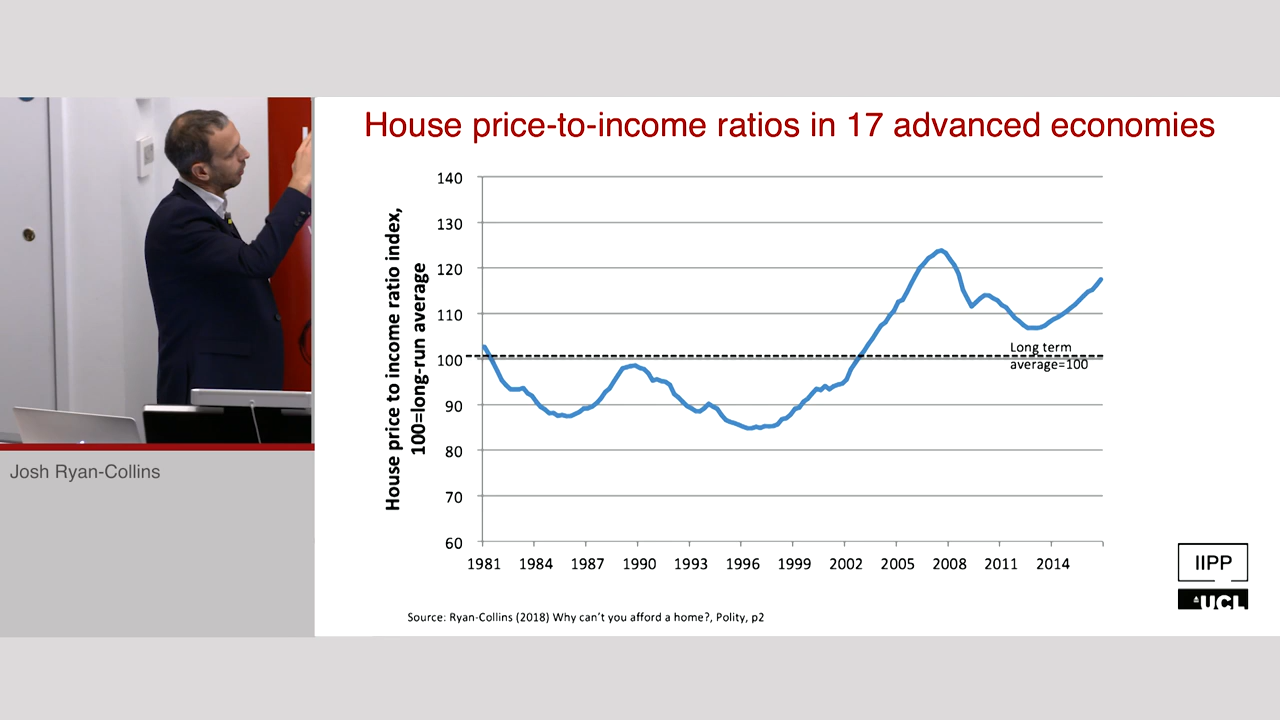 House price-to-income ratios in 17 advanced economies
House price to income ratio index,
100=long-run average
140
130
120
110
100
90
80
70
60
Long term
average=100
1981 1984 1987 1990 1993 1996 1999 2002 2005 2008 2011 2014
Josh Ryan-Collins
IIPP
UCL
Source: Ryan-Collins (2018) Why can't you afford a home?, Polity, p2